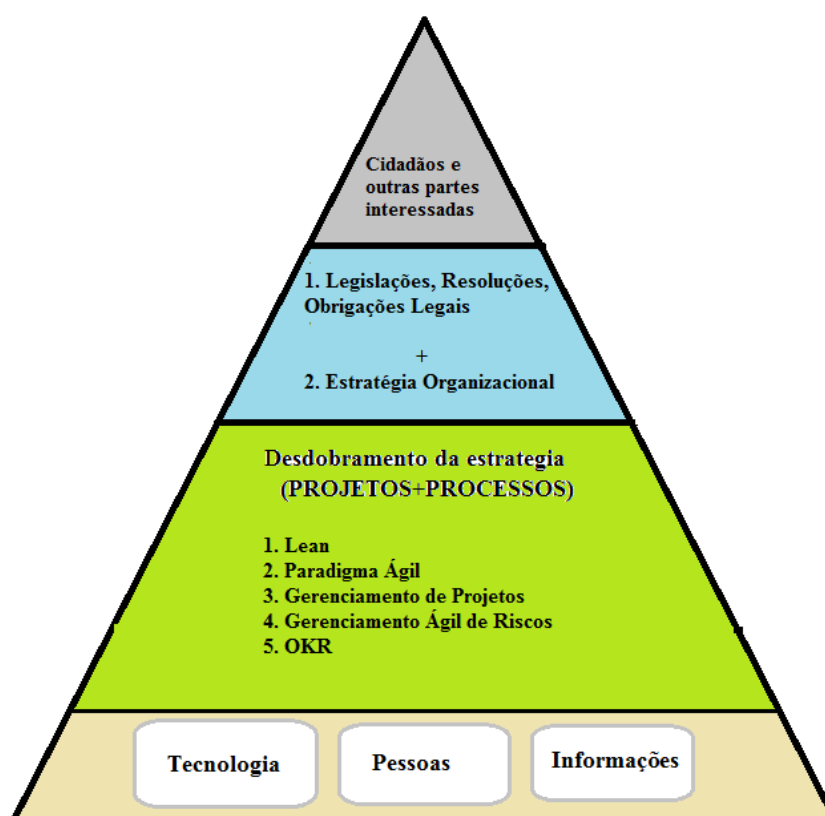 Cidadãos e
outras partes
interessadas
1. Legislações, Resoluções,
Obrigações Legais
+
2. Estratégia Organizacional
Desdobramento da estrategia
(PROJETOS+PROCESSOS)
1. Lean
2. Paradigma Ágil
3. Gerenciamento de Projetos
4. Gerenciamento Ágil de Riscos
5. OKR
Tecnologia
Pessoas
Informações